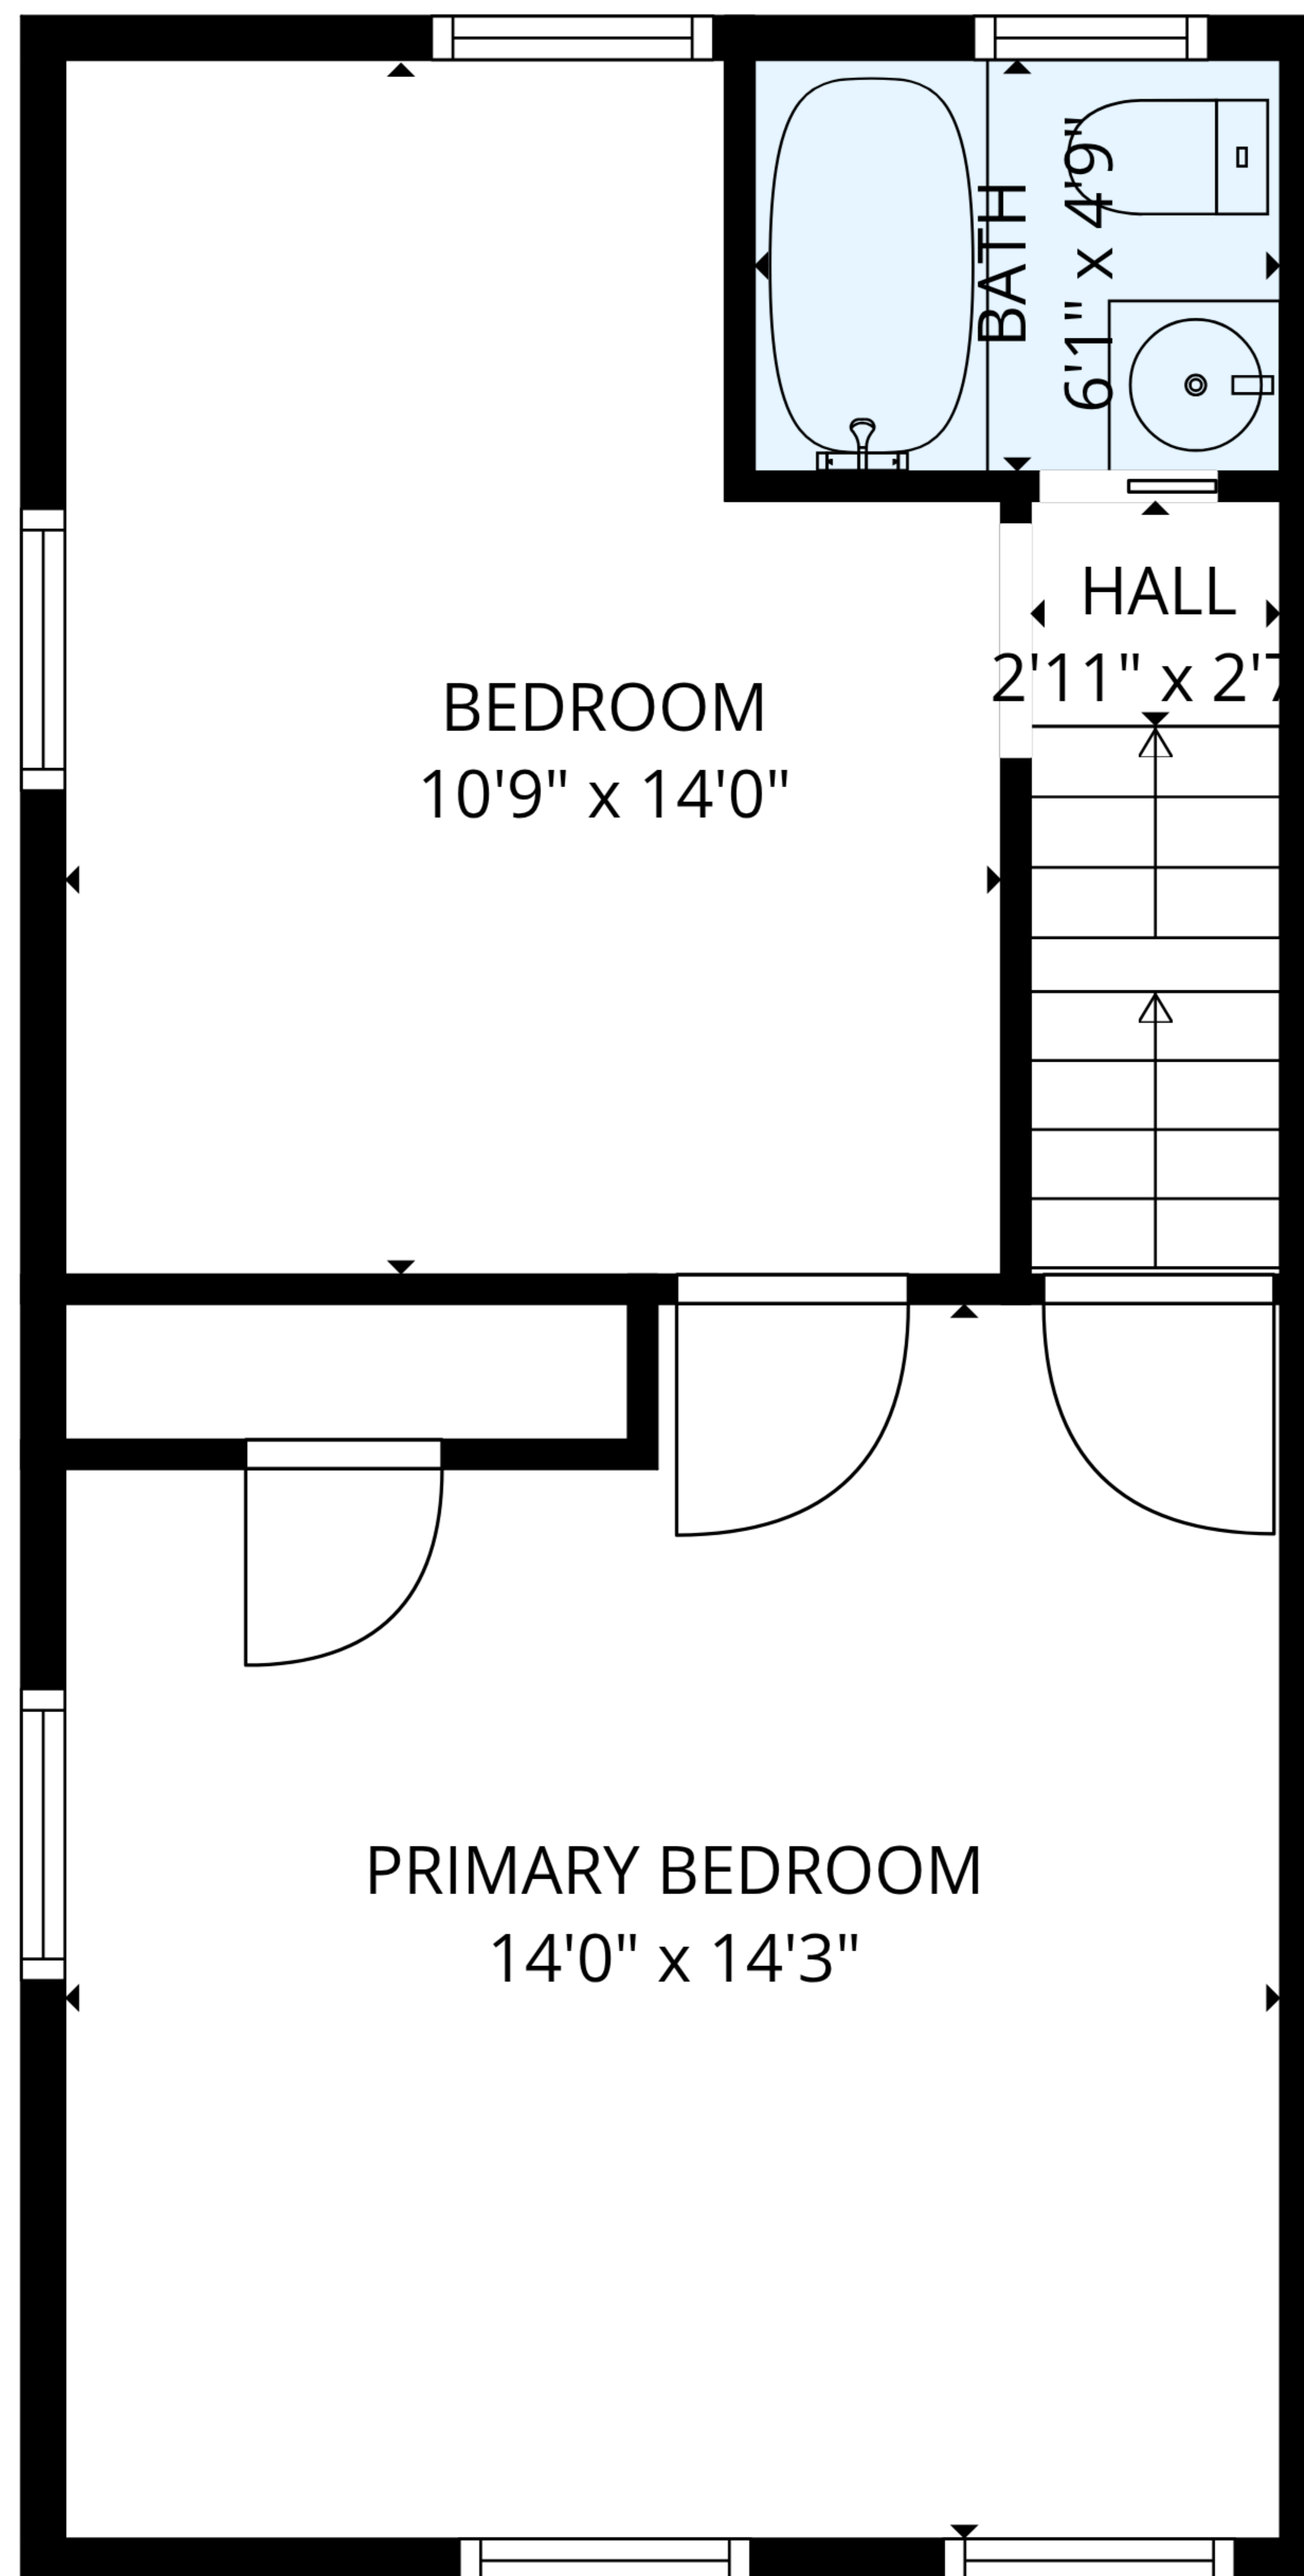 BATH
6'1" x 4'9"
HALL
2'11" x 2'7
BEDROOM
10'9" x 14'0"
PRIMARY BEDROOM
14'0" x 14'3"